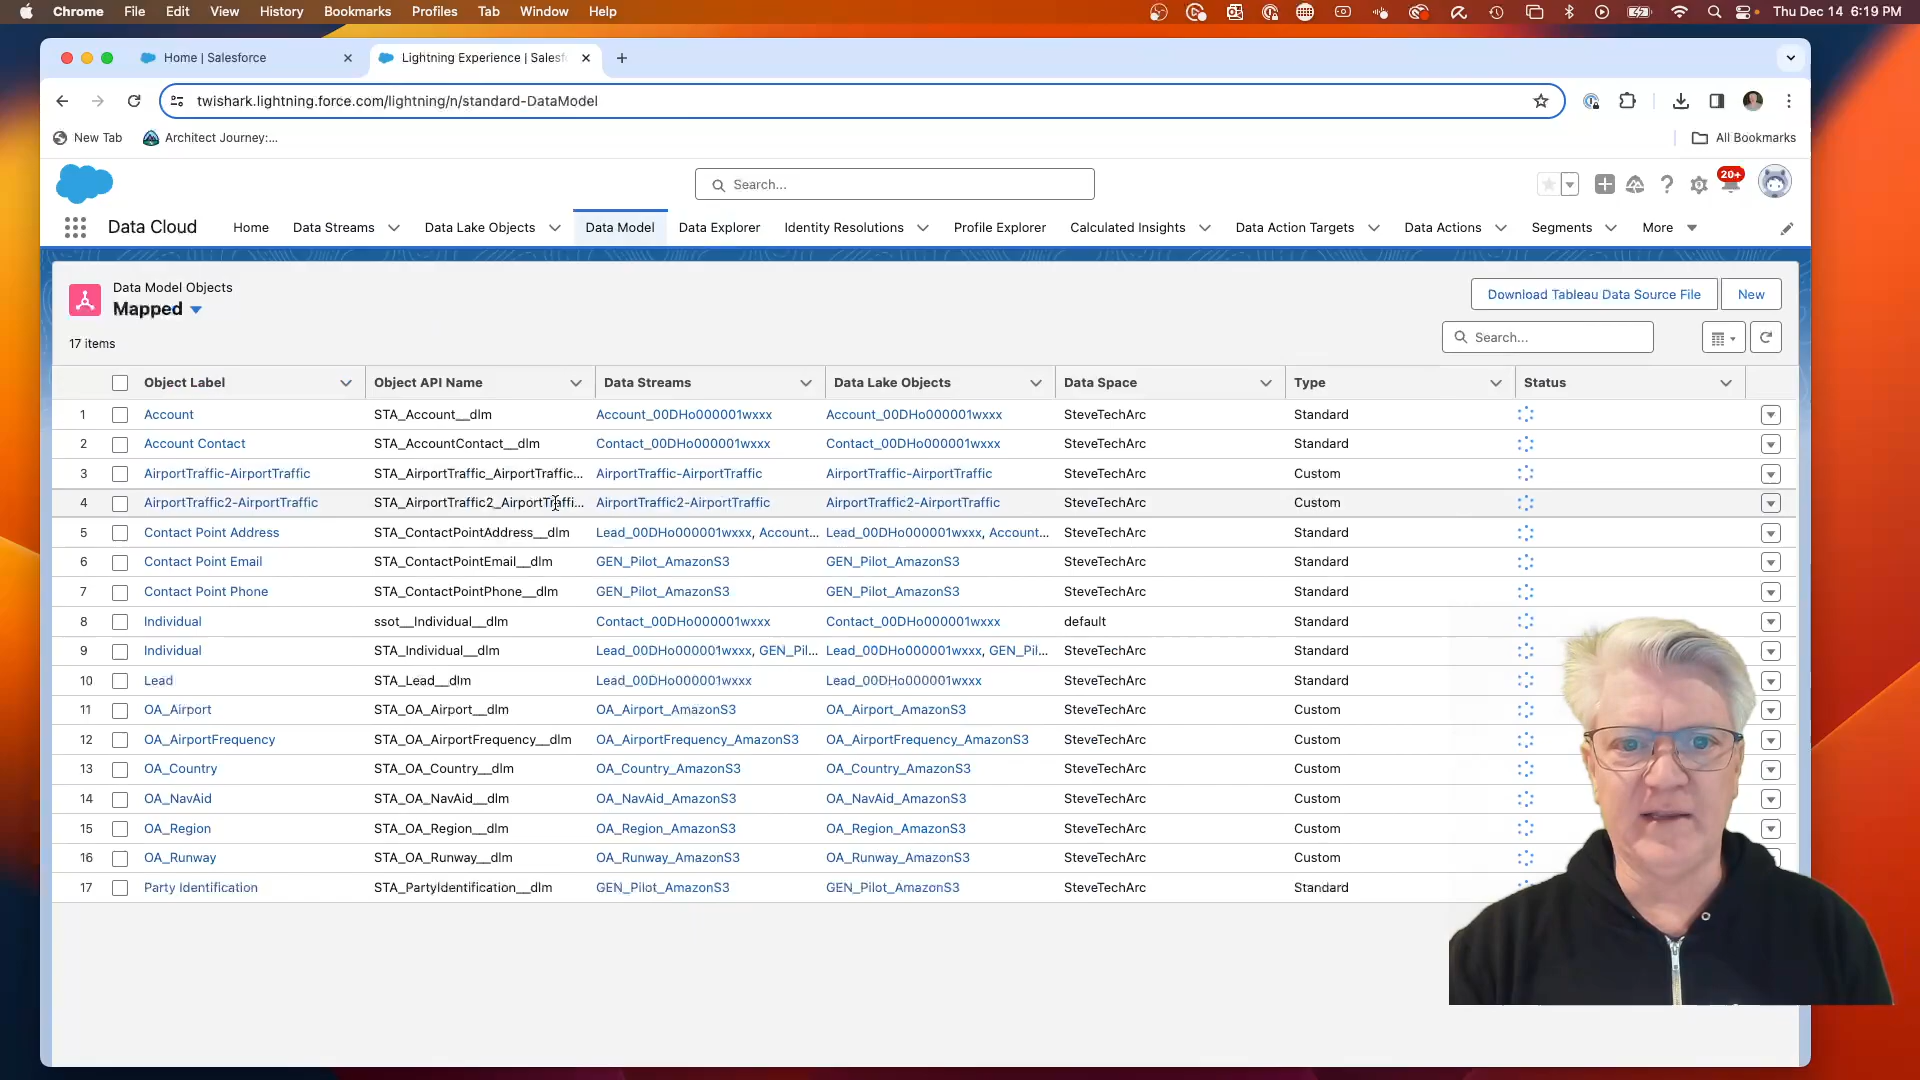 Chrome File Edit View History Bookmarks Profiles Tab Window Help Thu Dec 14 6:19 PM
Home | Salesforce Lightning Experience | Salesf
twishark.lightning.force.com/lightning/n/standard-DataModel
New Tab Architect Journey:... All Bookmarks
Search... 20+
Data Cloud Home Data Streams Data Lake Objects Data Model Data Explorer Identity Resolutions Profile Explorer Calculated Insights Data Action Targets Data Actions Segments More
Data Model Objects
Mapped
Download Tableau Data Source File New
17 items
Search...
Object Label Object API Name Data Streams Data Lake Objects Data Space Type Status
1 Account STA_Account__dlm Account_00DHo000001wxxx Account_00DHo000001wxxx SteveTechArc Standard
2 Account Contact STA_AccountContact__dlm Contact_00DHo000001wxxx Contact_00DHo000001wxxx SteveTechArc Standard
3 AirportTraffic-AirportTraffic STA_AirportTraffic_AirportTraffic... AirportTraffic-AirportTraffic AirportTraffic-AirportTraffic SteveTechArc Custom
4 AirportTraffic2-AirportTraffic STA_AirportTraffic2_AirportTraffi... AirportTraffic2-AirportTraffic AirportTraffic2-AirportTraffic SteveTechArc Custom
5 Contact Point Address STA_ContactPointAddress__dlm Lead_00DHo000001wxxx, Account... Lead_00DHo000001wxxx, Account... SteveTechArc Standard
6 Contact Point Email STA_ContactPointEmail__dlm GEN_Pilot_AmazonS3 GEN_Pilot_AmazonS3 SteveTechArc Standard
7 Contact Point Phone STA_ContactPointPhone__dlm GEN_Pilot_AmazonS3 GEN_Pilot_AmazonS3 SteveTechArc Standard
8 Individual ssot__Individual__dlm Contact_00DHo000001wxxx Contact_00DHo000001wxxx default Standard
9 Individual STA_Individual__dlm Lead_00DHo000001wxxx, GEN_Pil... Lead_00DHo000001wxxx, GEN_Pil... SteveTechArc Standard
10 Lead STA_Lead__dlm Lead_00DHo000001wxxx Lead_00DHo000001wxxx SteveTechArc Standard
11 OA_Airport STA_OA_Airport__dlm OA_Airport_AmazonS3 OA_Airport_AmazonS3 SteveTechArc Custom
12 OA_AirportFrequency STA_OA_AirportFrequency__dlm OA_AirportFrequency_AmazonS3 OA_AirportFrequency_AmazonS3 SteveTechArc Custom
13 OA_Country STA_OA_Country__dlm OA_Country_AmazonS3 OA_Country_AmazonS3 SteveTechArc Custom
14 OA_NavAid STA_OA_NavAid__dlm OA_NavAid_AmazonS3 OA_NavAid_AmazonS3 SteveTechArc Custom
15 OA_Region STA_OA_Region__dlm OA_Region_AmazonS3 OA_Region_AmazonS3 SteveTechArc Custom
16 OA_Runway STA_OA_Runway__dlm OA_Runway_AmazonS3 OA_Runway_AmazonS3 SteveTechArc Custom
17 Party Identification STA_PartyIdentification__dlm GEN_Pilot_AmazonS3 GEN_Pilot_AmazonS3 SteveTechArc Standard